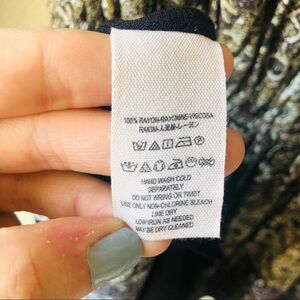 100% RAYON-RAYONNE-VISCOSA
HAND WASH COLD
SEPARATELY
DO NOT WRING OR TWIST
USE ONLY NON-CHLORING BLEACH
LINE DRY
LOW IRON AS NEEDED
MAY BE DRY CLEANED